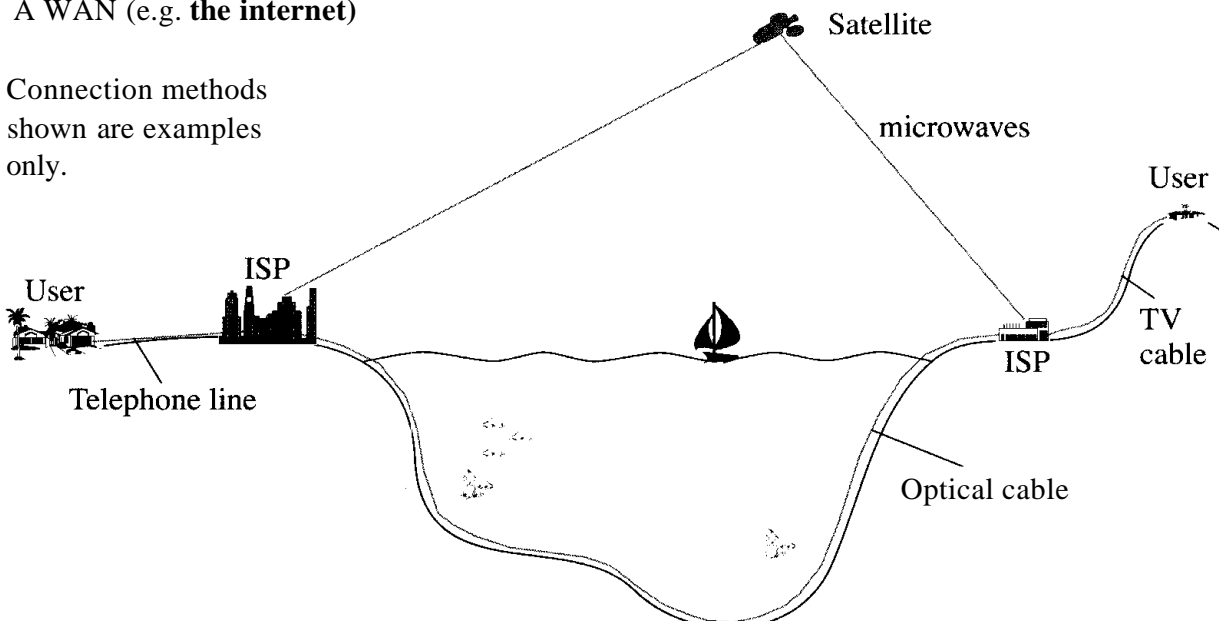 A WAN (e.g. the internet)
Connection methods
shown are examples
only.
Satellite
microwaves
User
ISP
User
TV
cable
ISP
Telephone line
Optical cable